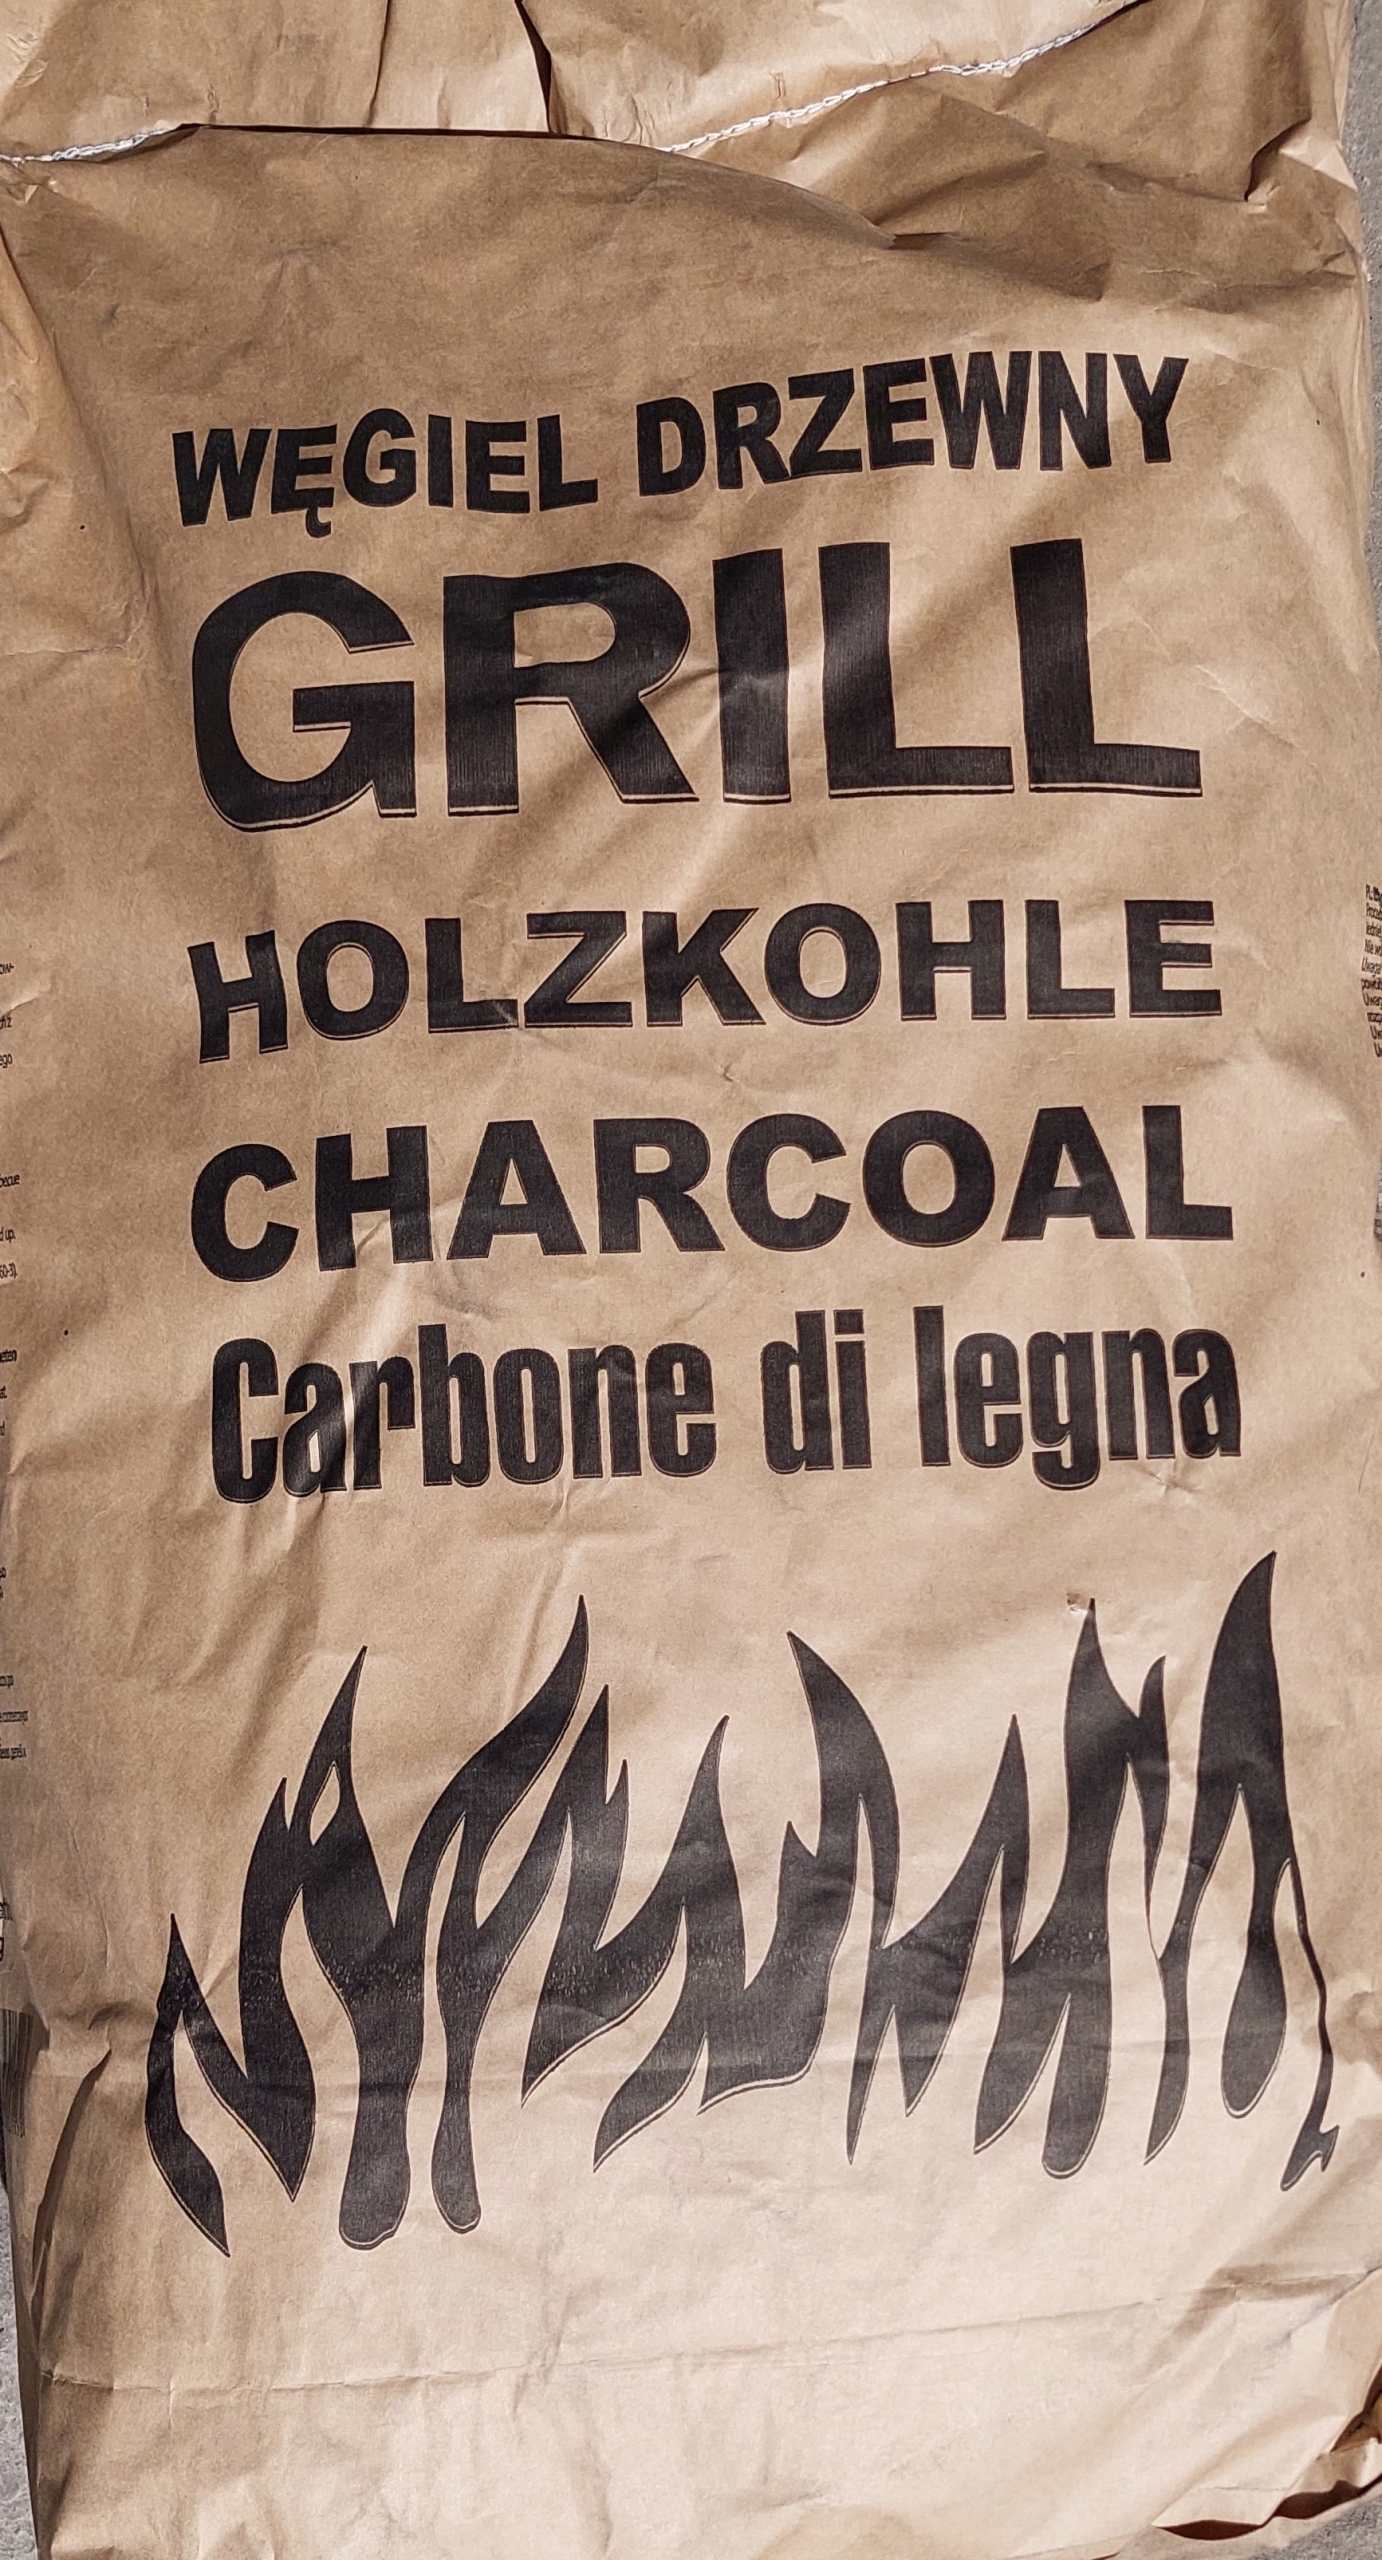 WĘGIEL DRZEWNY
GRILL
HOLZKOHLE
CHARCOAL
Carbone di legna